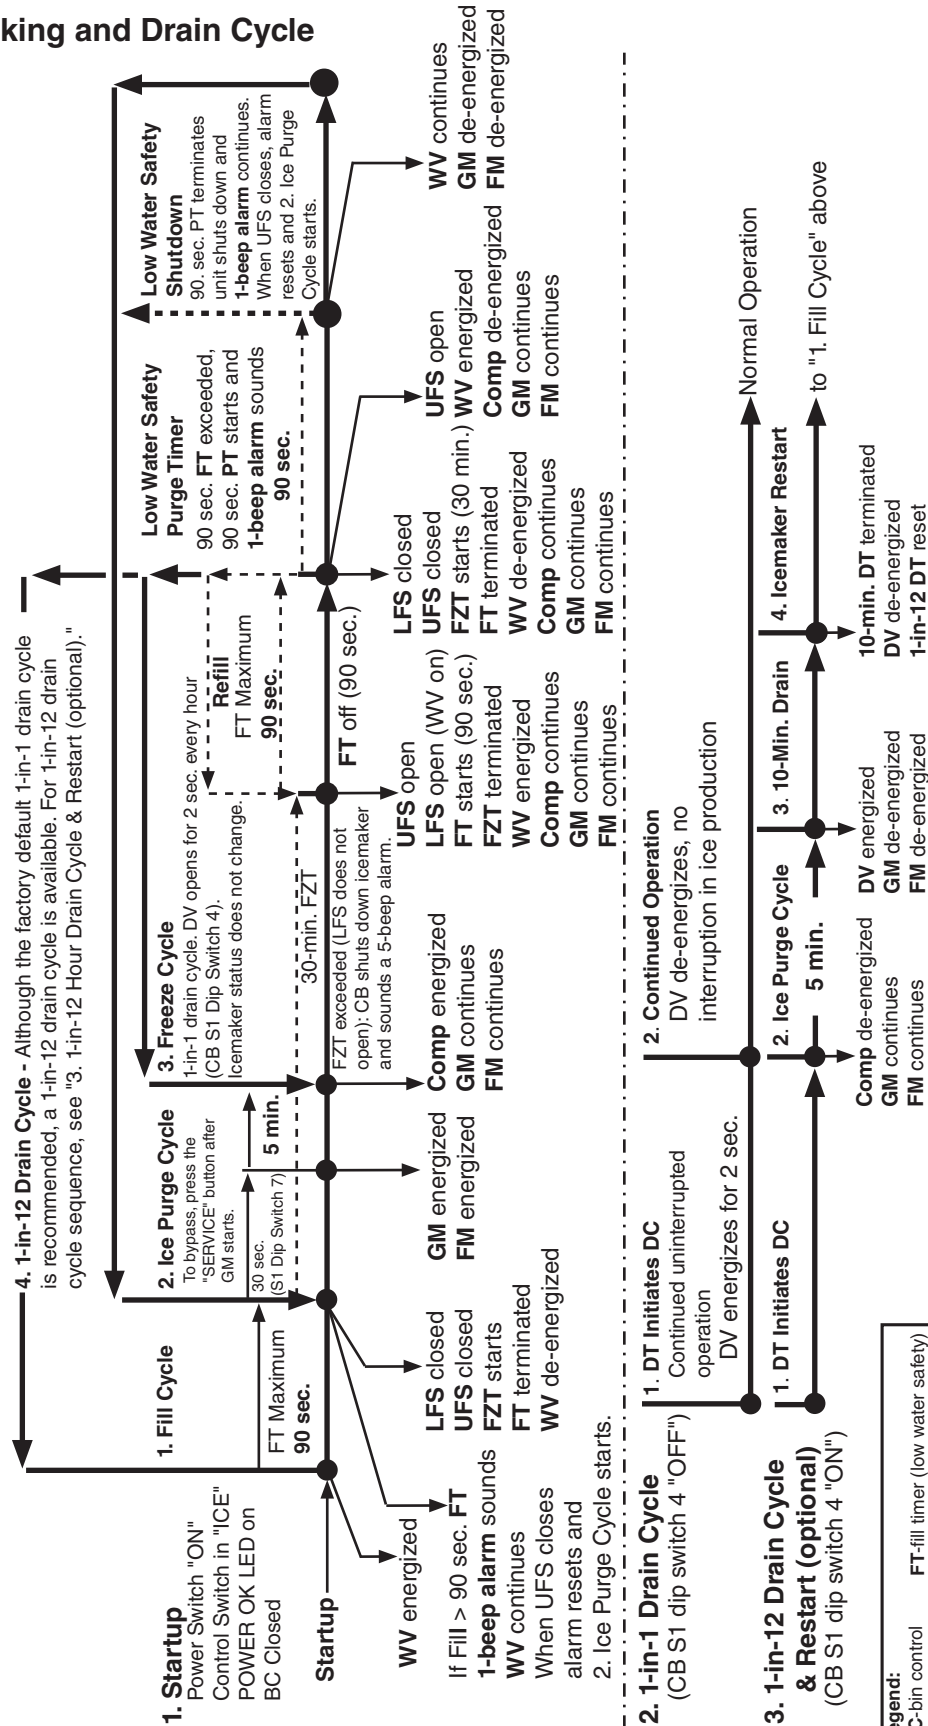 king and Drain Cycle
4. 1-in-12 Drain Cycle - Although the factory default 1-in-1 drain cycle
is recommended, a 1-in-12 drain cycle is available. For 1-in-12 drain
cycle sequence, see "3. 1-in-12 Hour Drain Cycle & Restart (optional)."
1. Startup
Power Switch "ON"
Control Switch in "ICE"
POWER OK LED on
BC Closed
1. Fill Cycle
FT Maximum
90 sec.
2. Ice Purge Cycle
To bypass, press the
"SERVICE" button after
GM starts.
30 sec.
(S1 Dip Switch 7)
5 min.
3. Freeze Cycle
1-in-1 drain cycle. DV opens for 2 sec. every hour
(CB S1 Dip Switch 4).
Icemaker status does not change.
30-min. FZT
FZT exceeded (LFS does not
open): CB shuts down icemaker
and sounds a 5-beep alarm.
Refill
FT Maximum
90 sec.
FT off (90 sec.)
Low Water Safety
Purge Timer
90 sec. FT exceeded,
90 sec. PT starts and
1-beep alarm sounds
90 sec.
Low Water Safety
Shutdown
90. sec. PT terminates
unit shuts down and
1-beep alarm continues.
When UFS closes, alarm
resets and 2. Ice Purge
Cycle starts.
Startup
WV energized
If Fill > 90 sec. FT
1-beep alarm sounds
WV continues
When UFS closes
alarm resets and
2. Ice Purge Cycle starts.
LFS closed
UFS closed
FZT starts
FT terminated
WV de-energized
GM energized
FM energized
Comp energized
GM continues
FM continues
UFS open
LFS open (WV on)
FT starts (90 sec.)
FZT terminated
WV energized
Comp continues
GM continues
FM continues
LFS closed
UFS closed
FZT starts (30 min.)
FT terminated
WV de-energized
Comp continues
GM continues
FM continues
UFS open
WV energized
Comp de-energized
GM continues
FM continues
WV continues
GM de-energized
FM de-energized
2. 1-in-1 Drain Cycle
(CB S1 dip switch 4 "OFF")
1. DT Initiates DC
Continued uninterrupted
operation
DV energizes for 2 sec.
2. Continued Operation
DV de-energizes, no
interruption in ice production
Normal Operation
3. 1-in-12 Drain Cycle
& Restart (optional)
(CB S1 dip switch 4 "ON")
1. DT Initiates DC
2. Ice Purge Cycle
5 min.
3. 10-Min. Drain
4. Icemaker Restart
to "1. Fill Cycle" above
Comp de-energized
GM continues
FM continues
DV energized
GM de-energized
FM de-energized
10-min. DT terminated
DV de-energized
1-in-12 DT reset
egend:
C-bin control
FT-fill timer (low water safety)